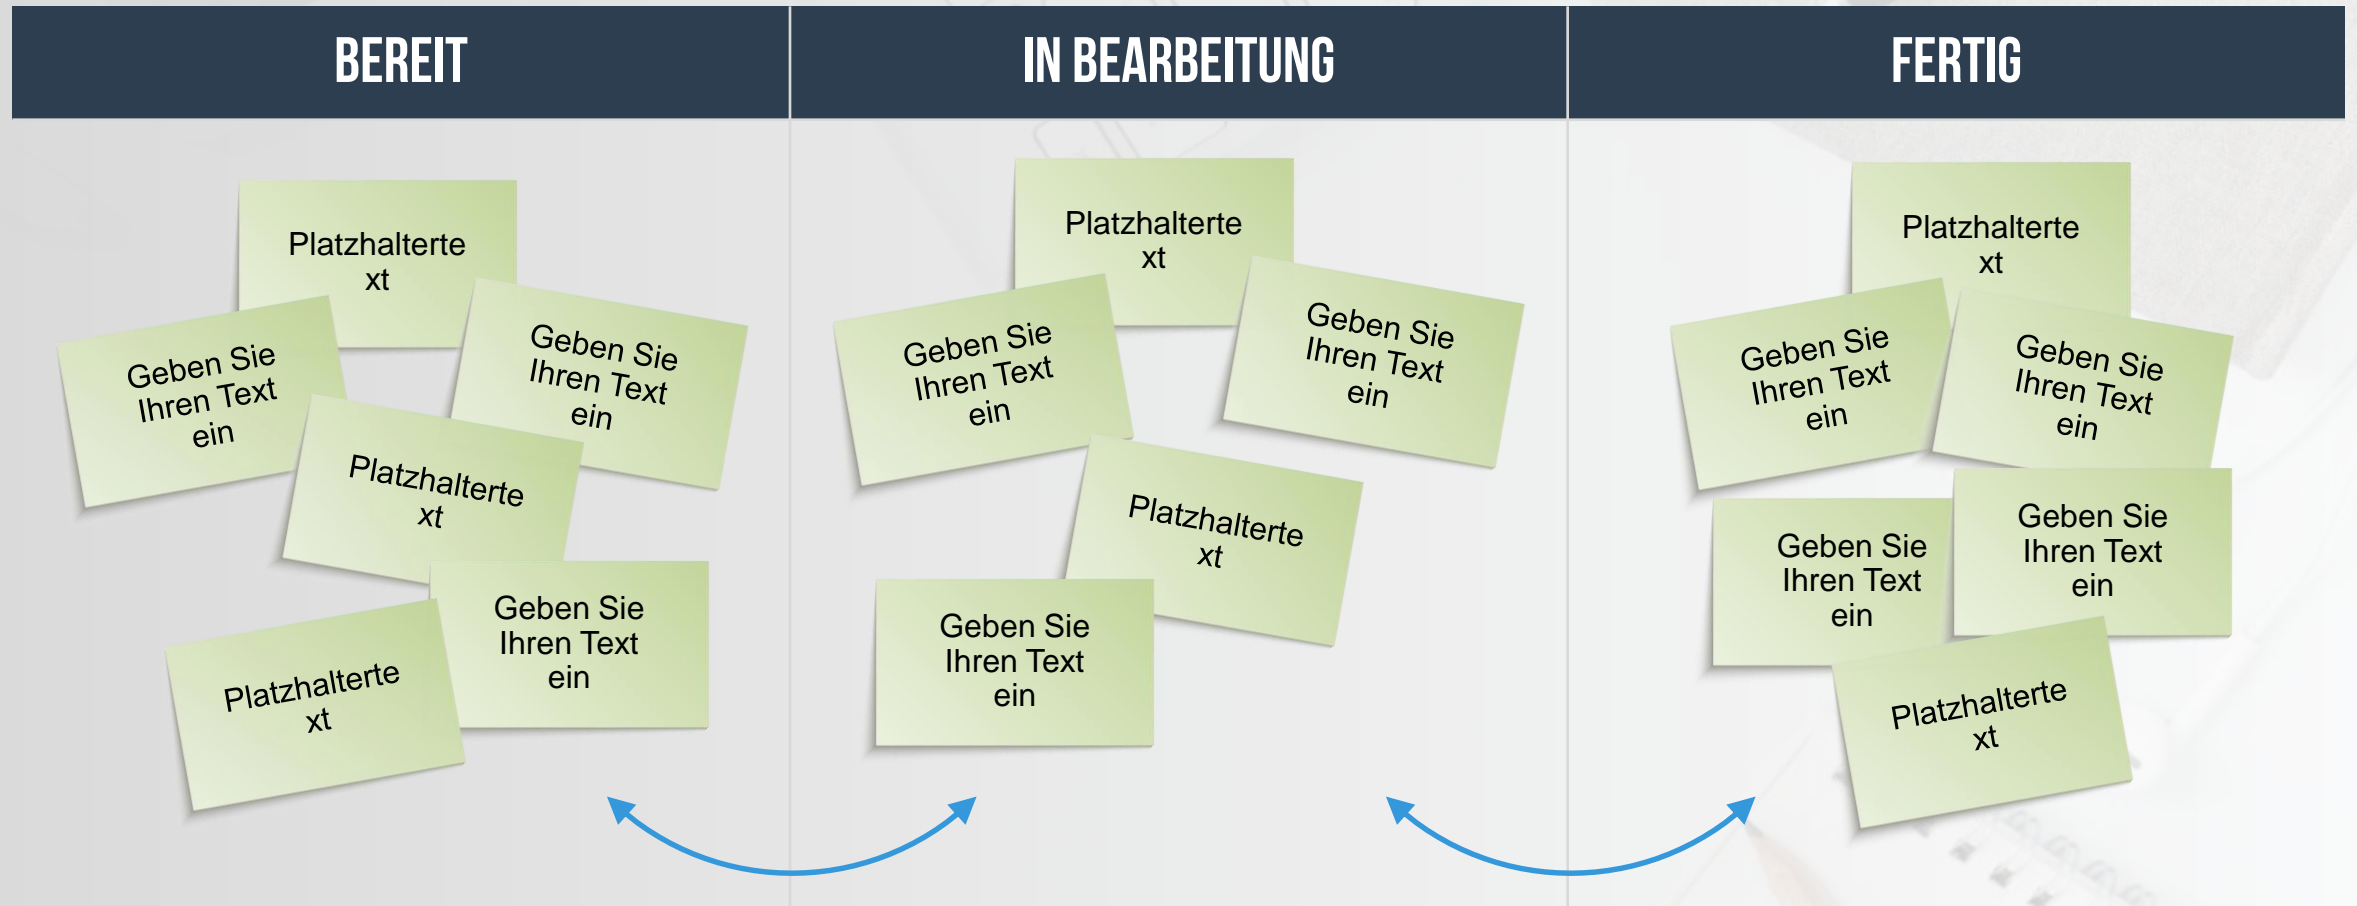 BEREIT
IN BEARBEITUNG
FERTIG
Platzhalterte
xt
Geben Sie
Ihren Text
ein
Geben Sie
Ihren Text
ein
Platzhalterte
xt
Geben Sie
Ihren Text
ein
Platzhalterte
xt
Platzhalterte
xt
Geben Sie
Ihren Text
ein
Geben Sie
Ihren Text
ein
Platzhalterte
xt
Geben Sie
Ihren Text
ein
Platzhalterte
xt
Geben Sie
Ihren Text
ein
Geben Sie
Ihren Text
ein
Geben Sie
Ihren Text
ein
Geben Sie
Ihren Text
ein
Platzhalterte
xt